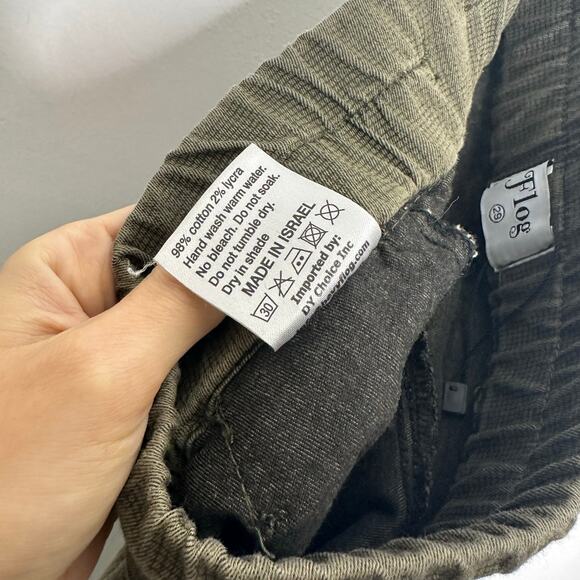 98% cotton 2% lycra
Hand wash warm water.
No bleach. Do not soak.
Do not tumble dry.
Dry in shade
MADE IN ISRAEL
30
Imported by:
DY Choice Inc
Flog
29